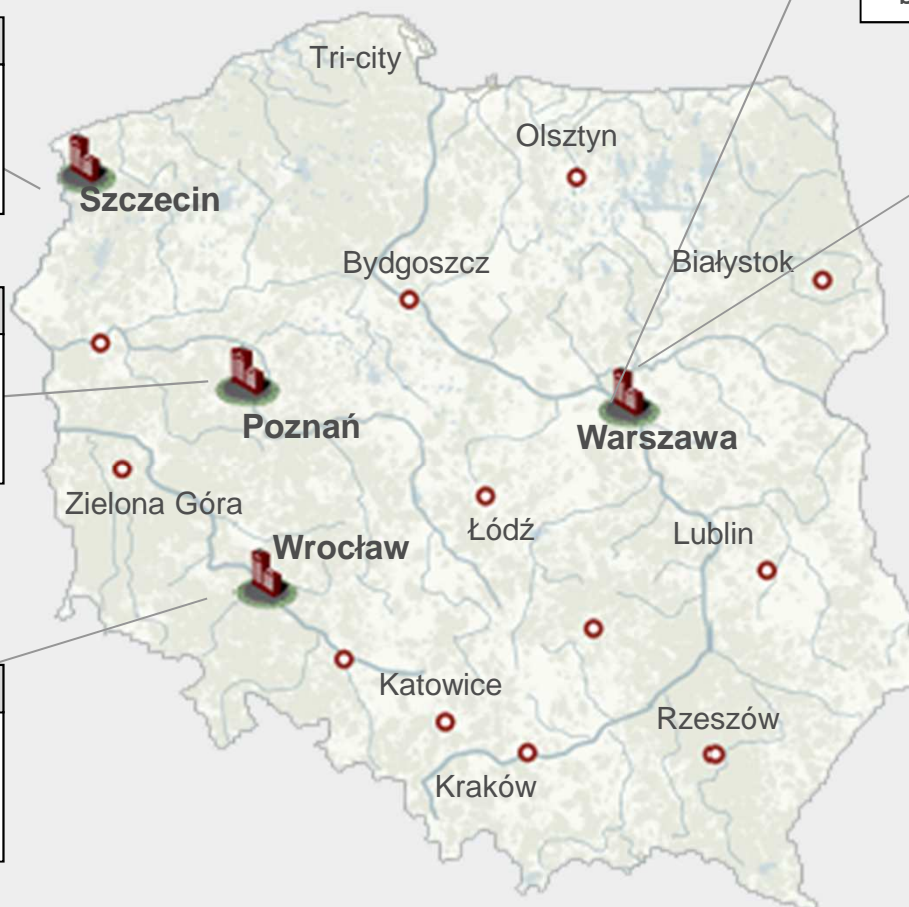 Tri-city
Olsztyn
Szczecin
Bydgoszcz
Białystok
Poznań
Warszawa
Zielona Góra
Łódź
Lublin
Wrocław
Katowice
Rzeszów
Kraków